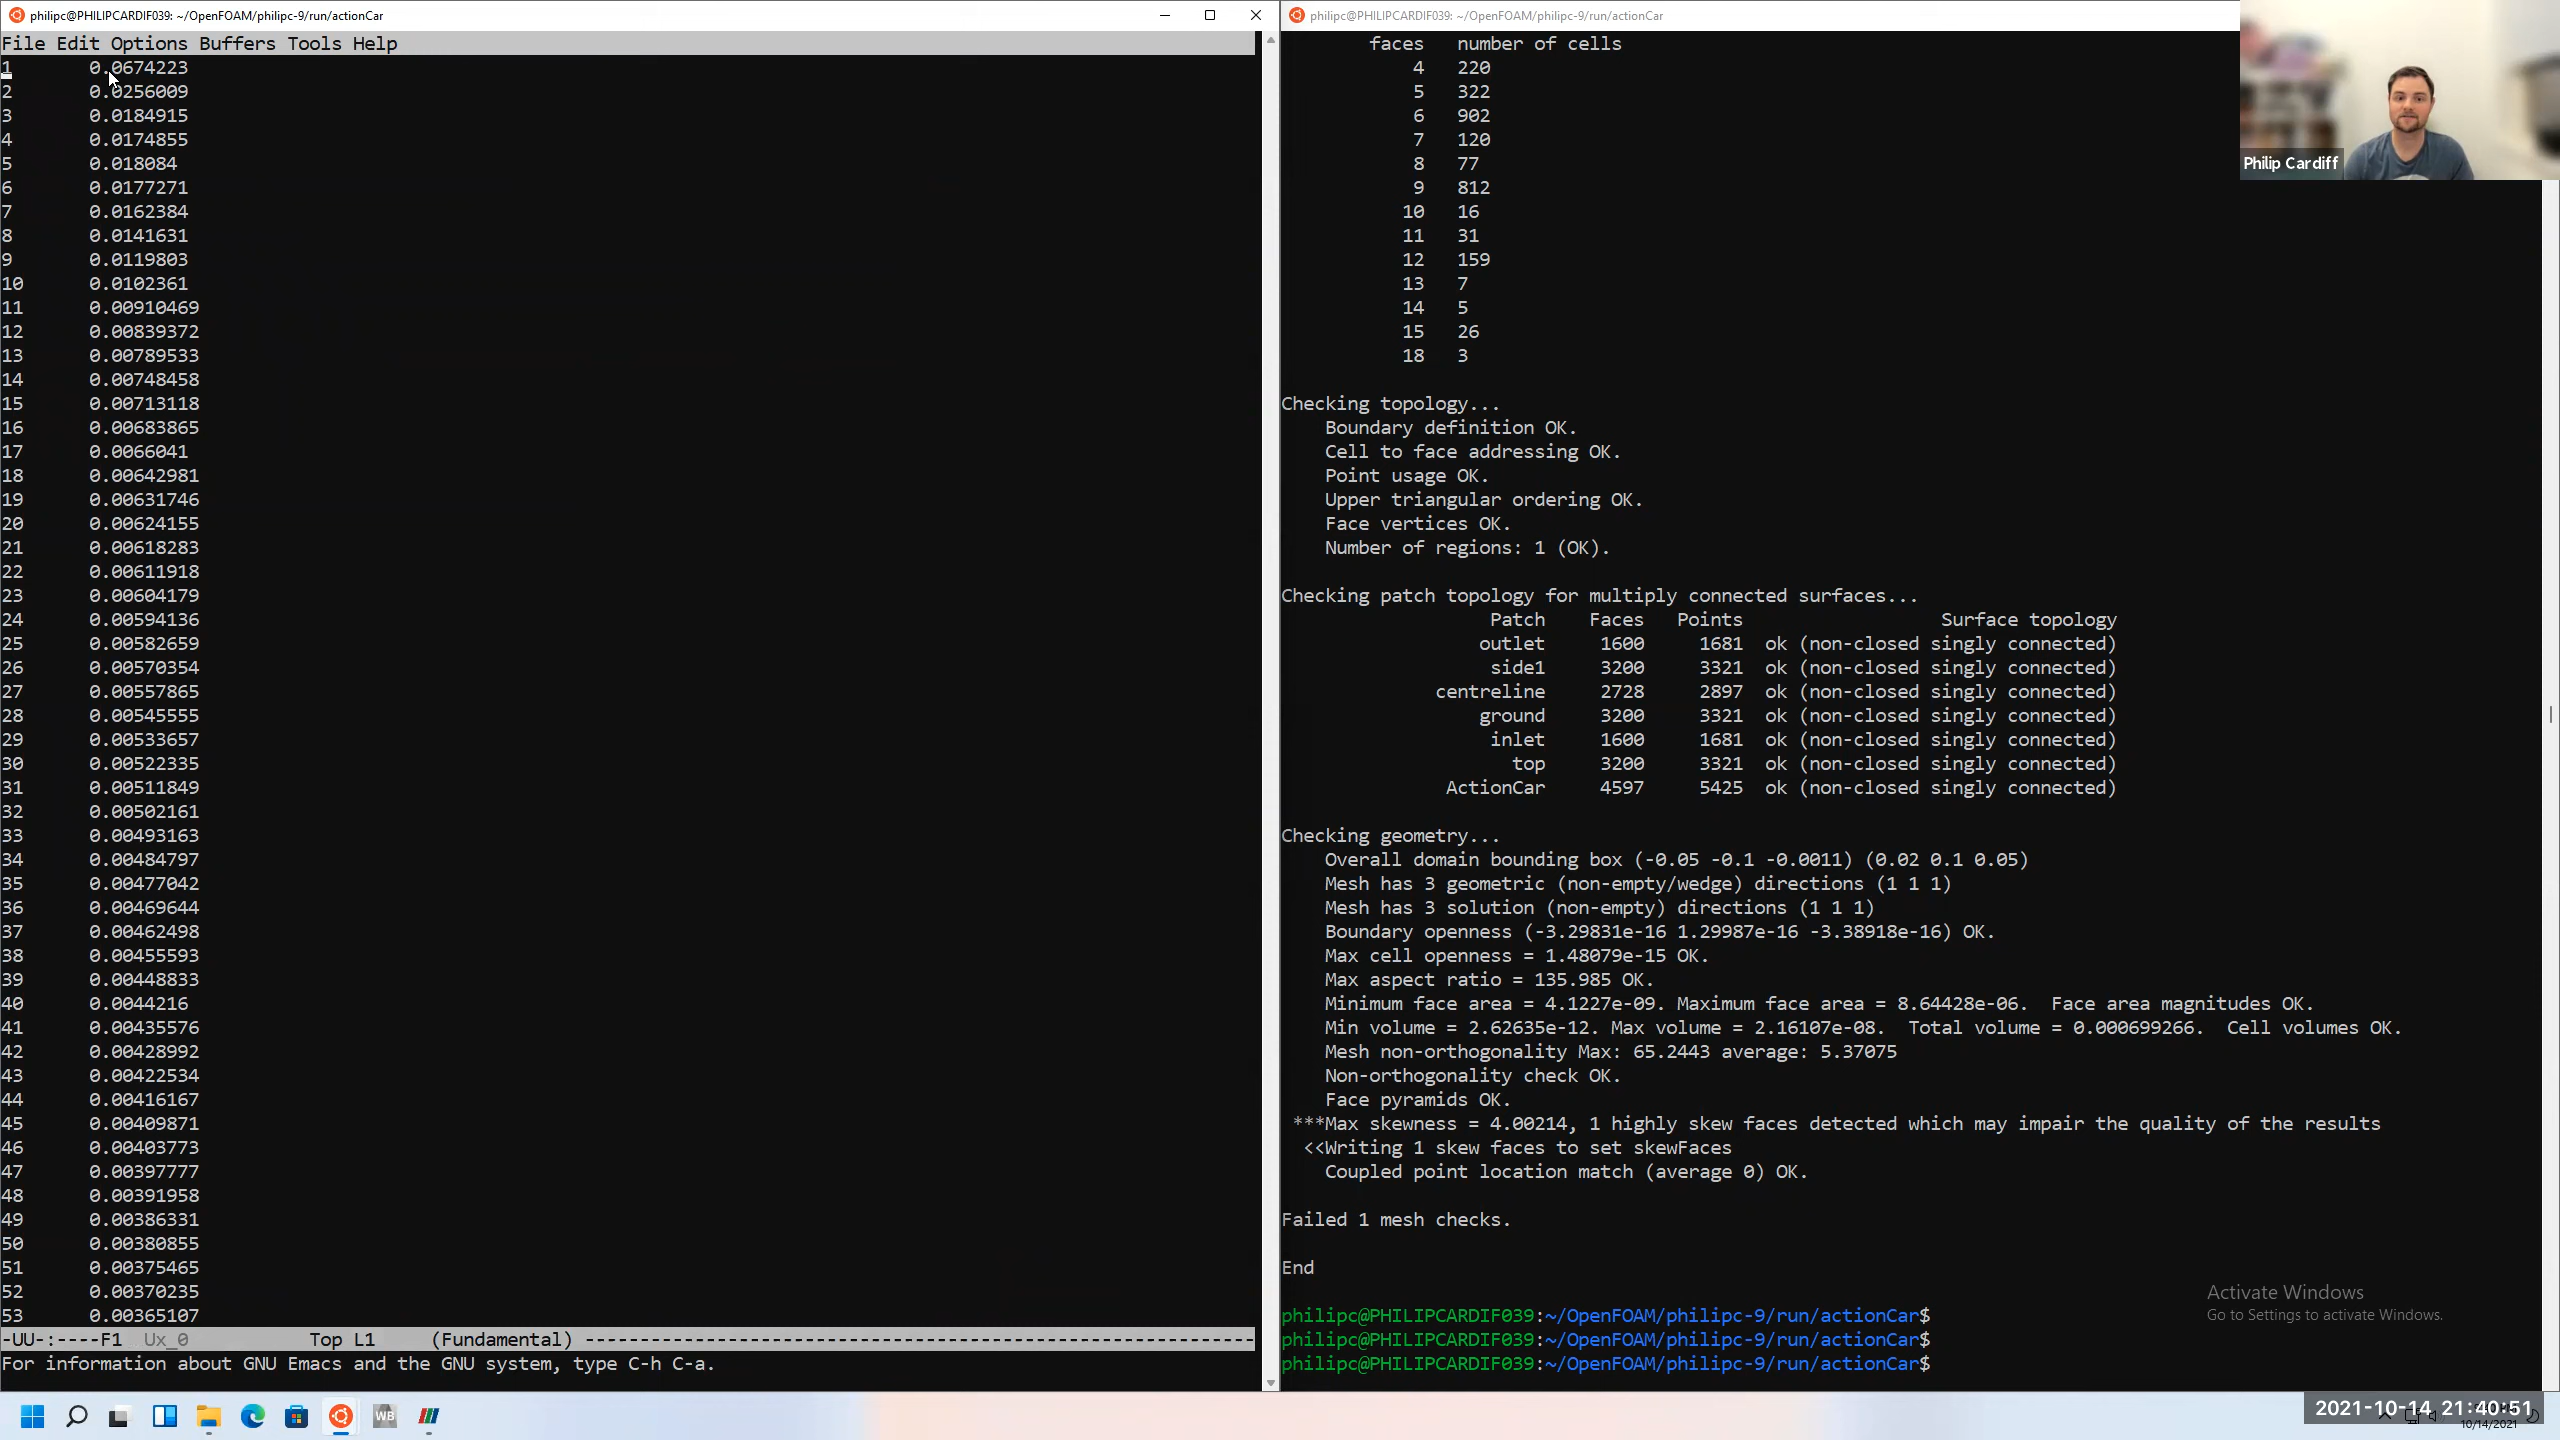 philipc@PHILIPCARDIF039: ~/OpenFOAM/philipc-9/run/actionCar
File Edit Options Buffers Tools Help
1 0.0674223
2 0.0256009
3 0.0184915
4 0.0174855
5 0.018084
6 0.0177271
7 0.0162384
8 0.0141631
9 0.0119803
10 0.0102361
11 0.00910469
12 0.00839372
13 0.00789533
14 0.00748458
15 0.00713118
16 0.00683865
17 0.0066041
18 0.00642981
19 0.00631746
20 0.00624155
21 0.00618283
22 0.00611918
23 0.00604179
24 0.00594136
25 0.00582659
26 0.00570354
27 0.00557865
28 0.00545555
29 0.00533657
30 0.00522335
31 0.00511849
32 0.00502161
33 0.00493163
34 0.00484797
35 0.00477042
36 0.00469644
37 0.00462498
38 0.00455593
39 0.00448833
40 0.0044216
41 0.00435576
42 0.00428992
43 0.00422534
44 0.00416167
45 0.00409871
46 0.00403773
47 0.00397777
48 0.00391958
49 0.00386331
50 0.00380855
51 0.00375465
52 0.00370235
53 0.00365107
-UU-:----F1 Ux_0 Top L1 (Fundamental) -------------------------------------------------------------
For information about GNU Emacs and the GNU system, type C-h C-a.
philipc@PHILIPCARDIF039: ~/OpenFOAM/philipc-9/run/actionCar
faces number of cells
4 220
5 322
6 902
7 120
8 77
9 812
10 16
11 31
12 159
13 7
14 5
15 26
18 3
Checking topology...
Boundary definition OK.
Cell to face addressing OK.
Point usage OK.
Upper triangular ordering OK.
Face vertices OK.
Number of regions: 1 (OK).
Checking patch topology for multiply connected surfaces...
Patch Faces Points Surface topology
outlet 1600 1681 ok (non-closed singly connected)
side1 3200 3321 ok (non-closed singly connected)
centreline 2728 2897 ok (non-closed singly connected)
ground 3200 3321 ok (non-closed singly connected)
inlet 1600 1681 ok (non-closed singly connected)
top 3200 3321 ok (non-closed singly connected)
ActionCar 4597 5425 ok (non-closed singly connected)
Checking geometry...
Overall domain bounding box (-0.05 -0.1 -0.0011) (0.02 0.1 0.05)
Mesh has 3 geometric (non-empty/wedge) directions (1 1 1)
Mesh has 3 solution (non-empty) directions (1 1 1)
Boundary openness (-3.29831e-16 1.29987e-16 -3.38918e-16) OK.
Max cell openness = 1.48079e-15 OK.
Max aspect ratio = 135.985 OK.
Minimum face area = 4.1227e-09. Maximum face area = 8.64428e-06.  Face area magnitudes OK.
Min volume = 2.62635e-12. Max volume = 2.16107e-08.  Total volume = 0.000699266.  Cell volumes OK.
Mesh non-orthogonality Max: 65.2443 average: 5.37075
Non-orthogonality check OK.
Face pyramids OK.
***Max skewness = 4.00214, 1 highly skew faces detected which may impair the quality of the results
<<Writing 1 skew faces to set skewFaces
Coupled point location match (average 0) OK.
Failed 1 mesh checks.
End
philipc@PHILIPCARDIF039:~/OpenFOAM/philipc-9/run/actionCar$
philipc@PHILIPCARDIF039:~/OpenFOAM/philipc-9/run/actionCar$
philipc@PHILIPCARDIF039:~/OpenFOAM/philipc-9/run/actionCar$
Philip Cardiff
Activate Windows
Go to Settings to activate Windows.
WB
2021-10-14 21:40:51
10/14/2021